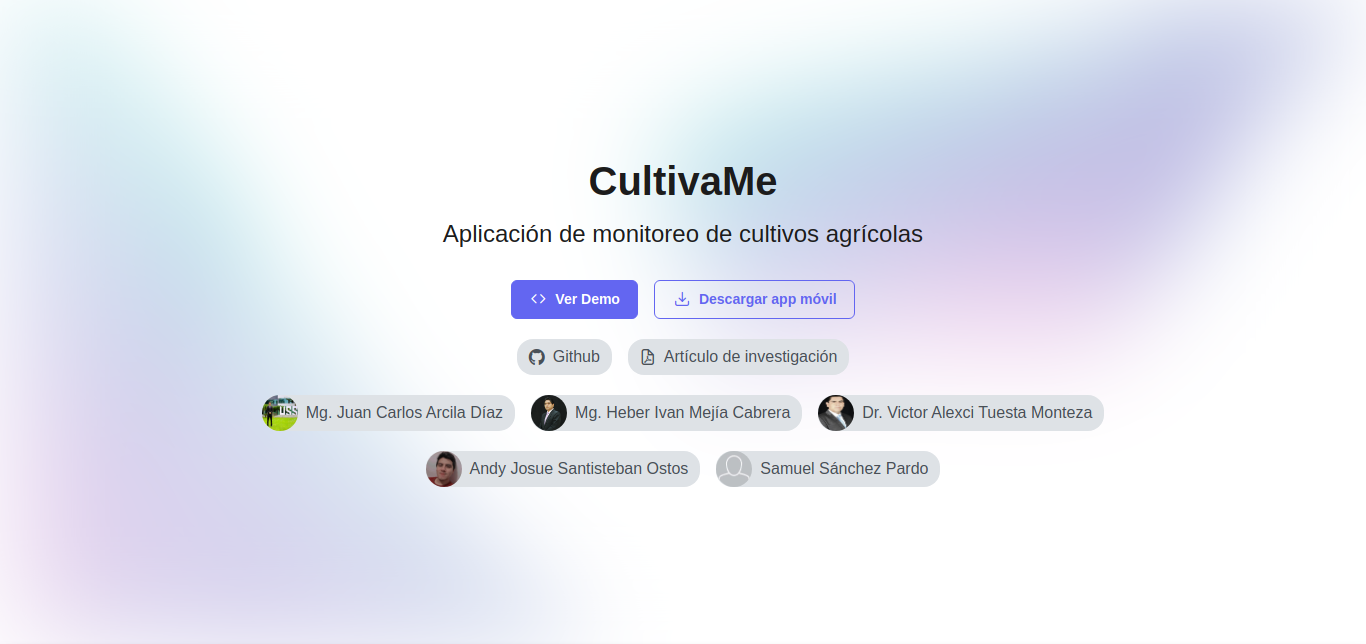 CultivaMe
Aplicación de monitoreo de cultivos agrícolas
Ver Demo Descargar app móvil
Github Artículo de investigación
USS Mg. Juan Carlos Arcila Díaz Mg. Heber Ivan Mejía Cabrera Dr. Victor Alexci Tuesta Monteza
Andy Josue Santisteban Ostos Samuel Sánchez Pardo